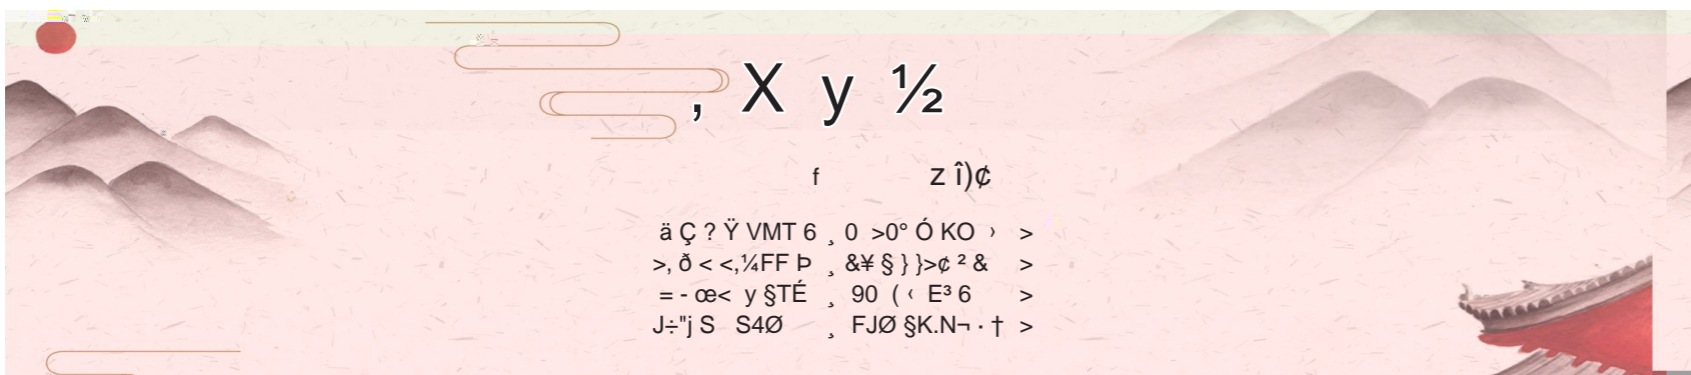 , X y ½
f z î)¢
ä Ç ? Ÿ VMT 6 ¸ 0 >0° Ó KO › >
>, ð < <,¼FF Þ ¸ &¥ § } }>¢ ² & >
= - œ< y §TÉ ¸ 90 ( ‹ E³ 6 >
J÷"j S S4Ø ¸ FJØ §K.N¬ · † >